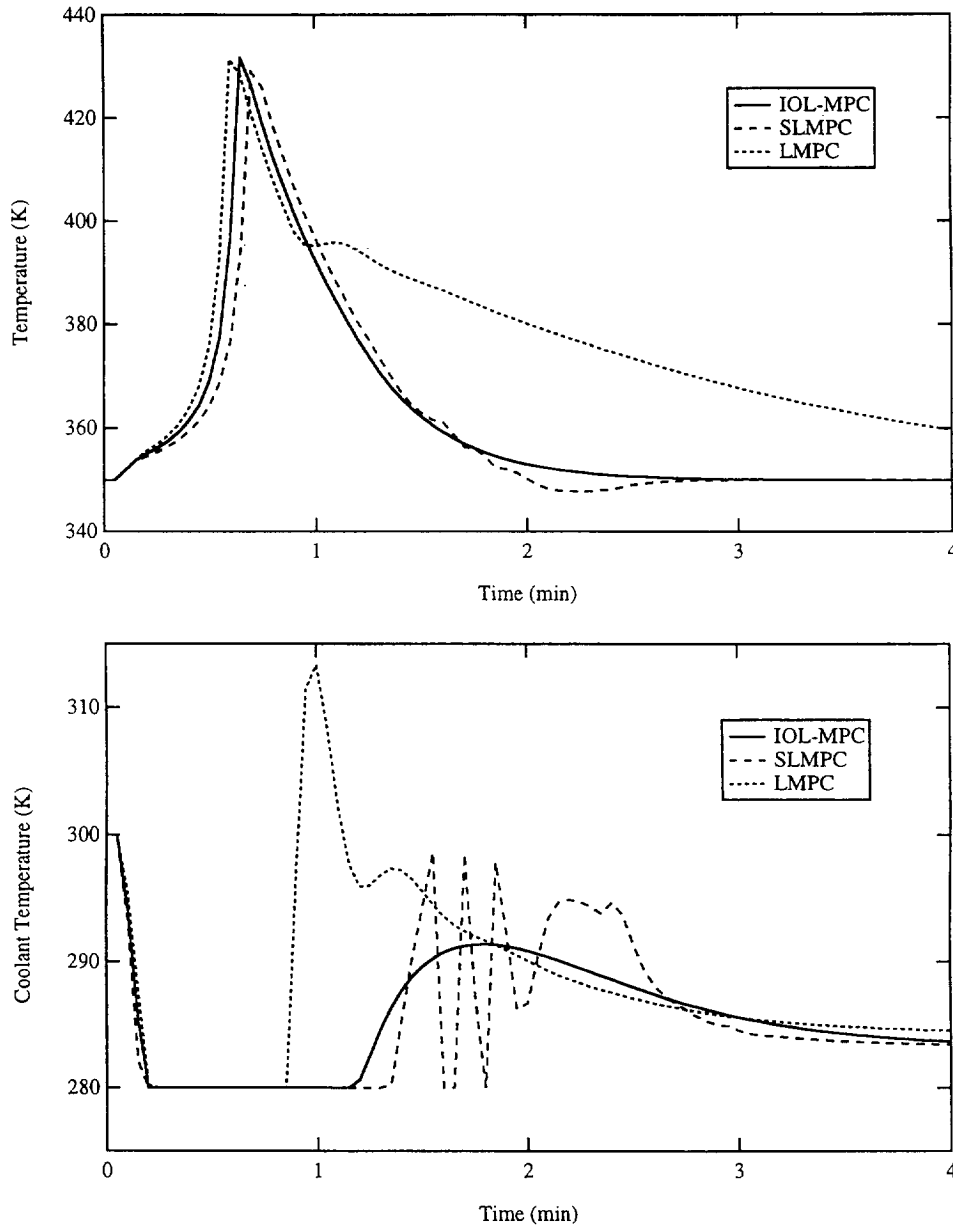 440
420
400
380
360
340
Temperature (K)
IOL-MPC
SLMPC
LMPC
0
1
2
3
4
Time (min)
310
300
290
280
Coolant Temperature (K)
IOL-MPC
SLMPC
LMPC
0
1
2
3
4
Time (min)